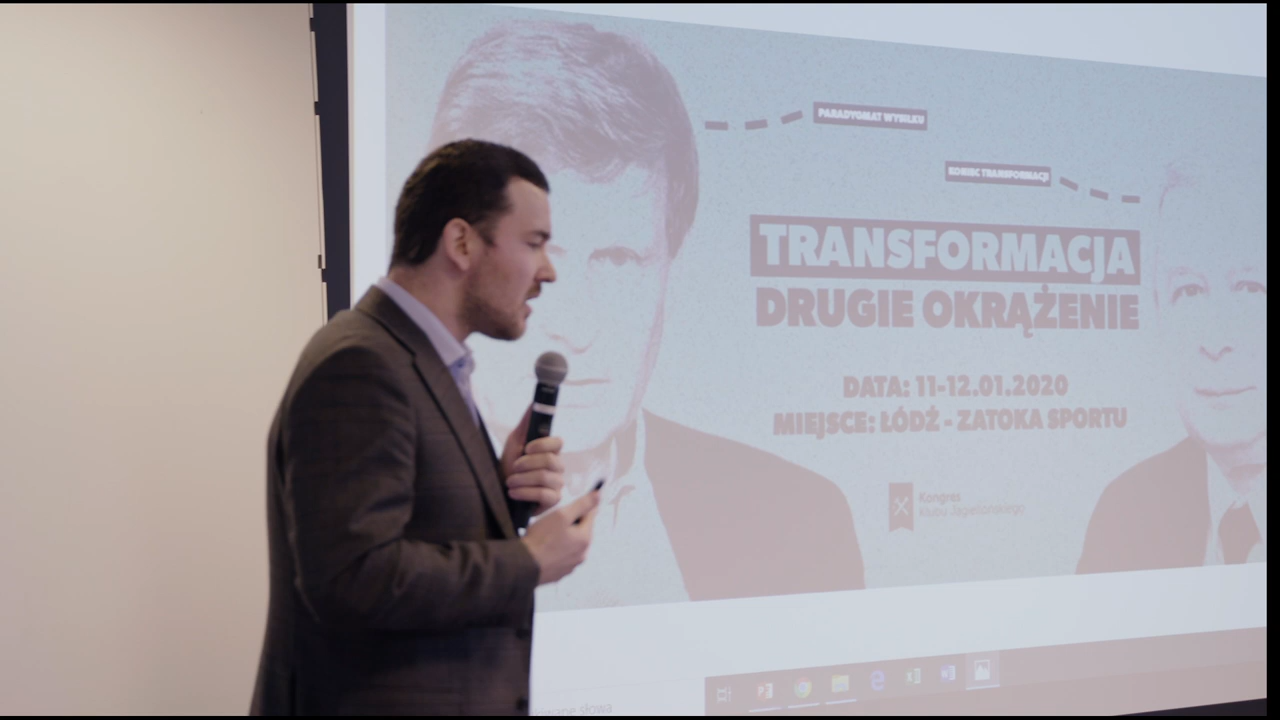 PARADYGMAT WYSIŁKU
KONIEC TRANSFORMACJI
TRANSFORMACJA
DRUGIE OKRĄŻENIE
DATA: 11-12.01.2020
MIEJSCE: ŁÓDŹ - ZATOKA SPORTU
Kongres
Klubu Jagiellońskiego
słowa